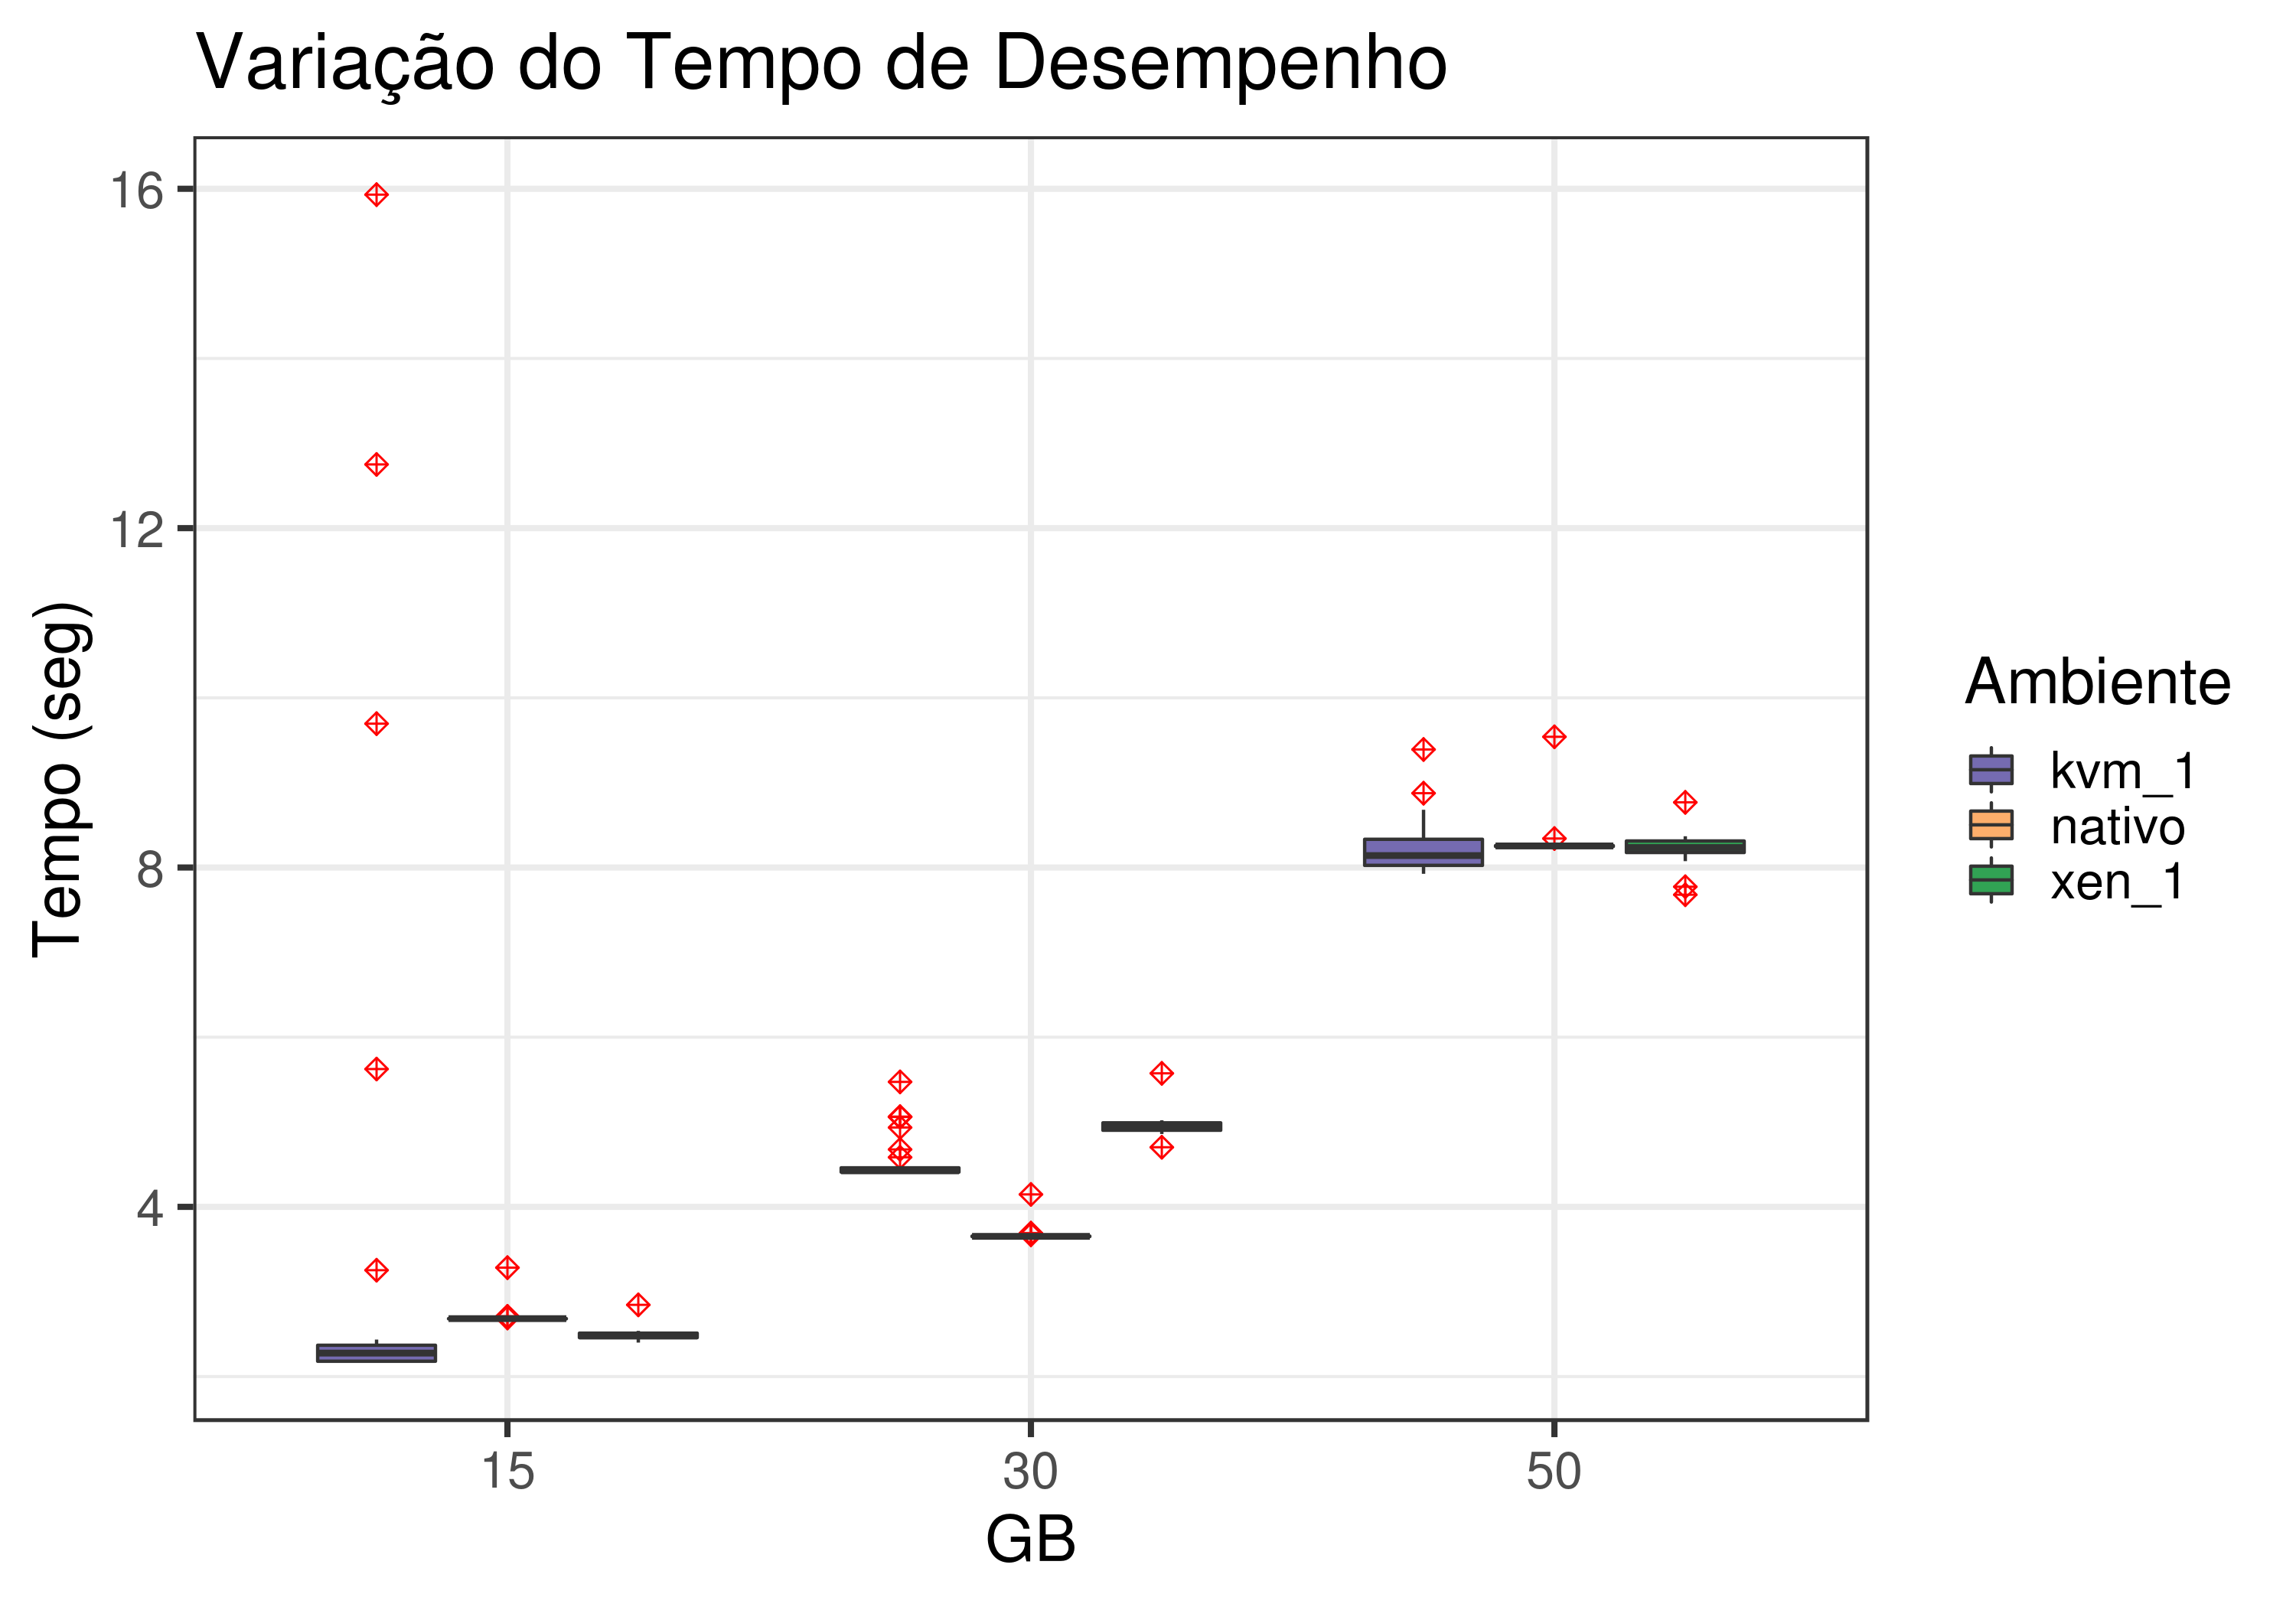 Variação do Tempo de Desempenho
16
12
8
4
Tempo (seg)
15
30
50
GB
Ambiente
kvm_1
nativo
xen_1